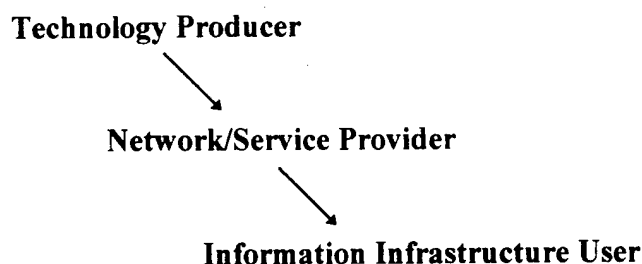 Technology Producer
Network/Service Provider
Information Infrastructure User